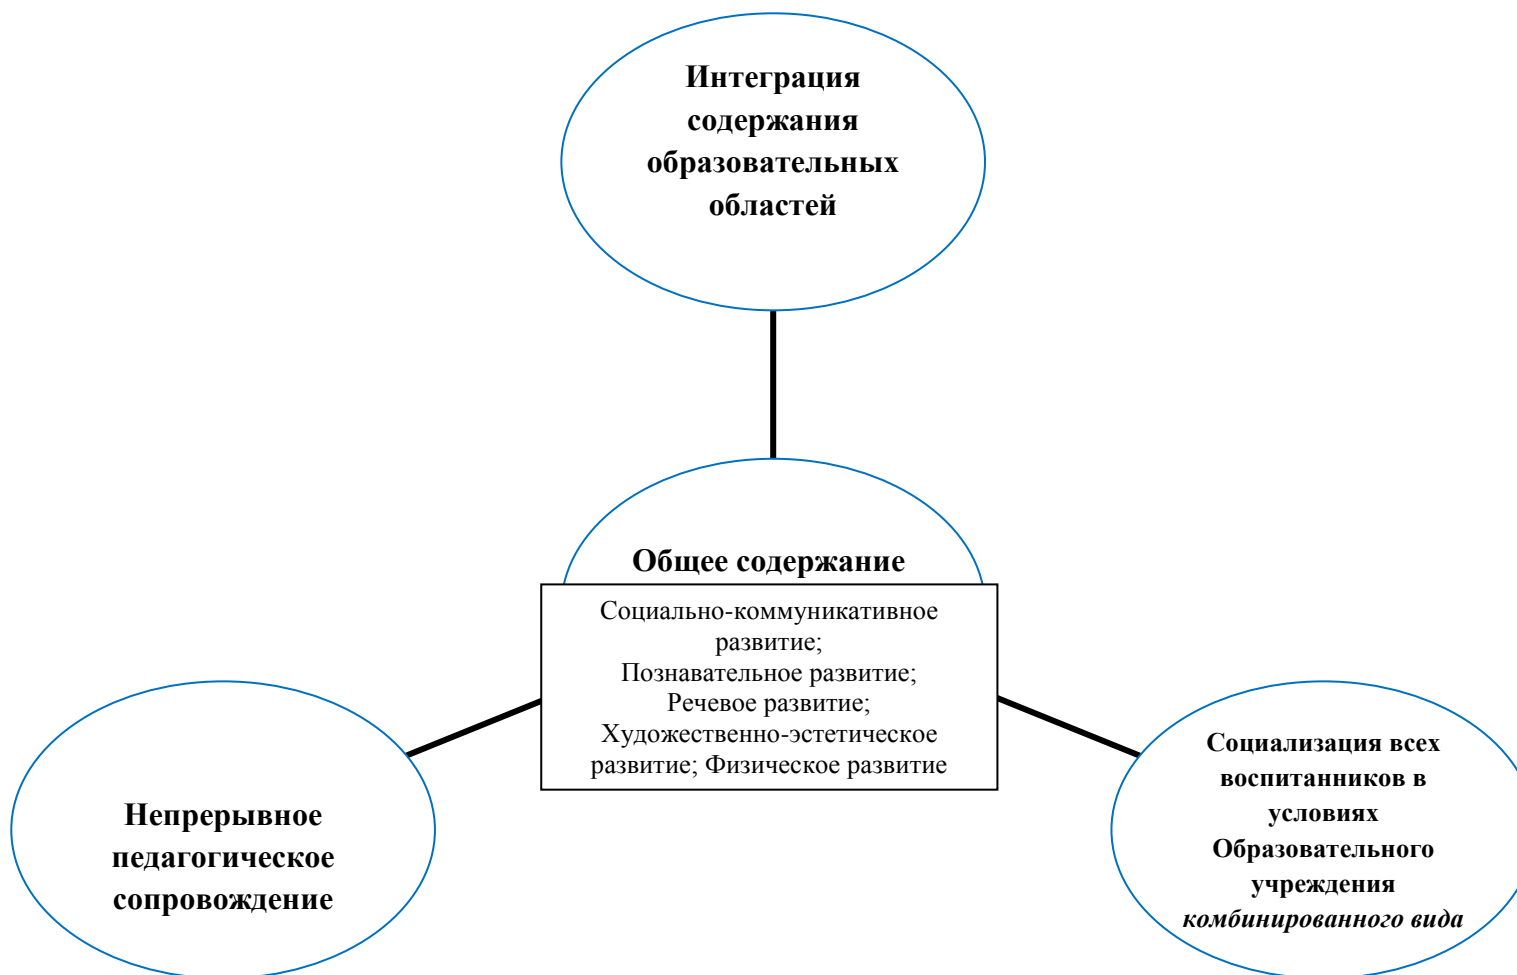 Интеграция
содержания
образовательных
областей
Общее содержание
Социально-коммуникативное
развитие;
Познавательное развитие;
Речевое развитие;
Художественно-эстетическое
развитие; Физическое развитие
Непрерывное
педагогическое
сопровождение
Социализация всех
воспитанников в
условиях
Образовательного
учреждения
комбинированного вида